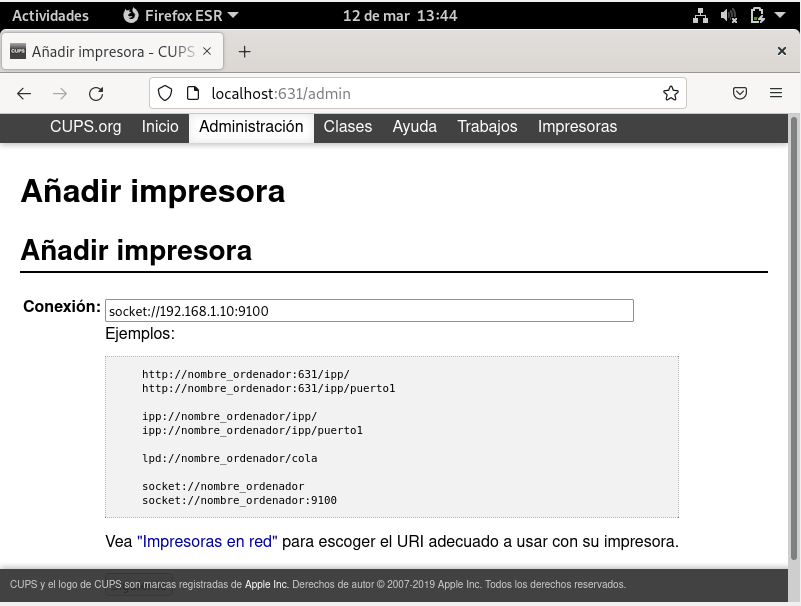 Actividades Firefox ESR 12 de mar 13:44
CUPS Añadir impresora - CUPS
localhost:631/admin
CUPS.org Inicio Administración Clases Ayuda Trabajos Impresoras
Añadir impresora
Añadir impresora
Conexión: socket://192.168.1.10:9100
Ejemplos:
http://nombre_ordenador:631/ipp/
http://nombre_ordenador:631/ipp/puerto1
ipp://nombre_ordenador/ipp/
ipp://nombre_ordenador/ipp/puerto1
lpd://nombre_ordenador/cola
socket://nombre_ordenador
socket://nombre_ordenador:9100
Vea "Impresoras en red" para escoger el URI adecuado a usar con su impresora.
CUPS y el logo de CUPS son marcas registradas de Apple Inc. Derechos de autor © 2007-2019 Apple Inc. Todos los derechos reservados.